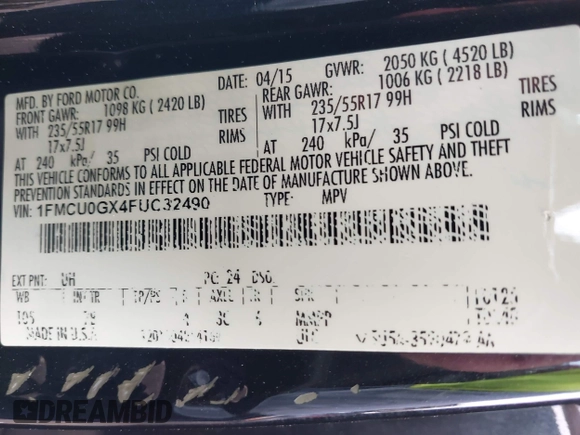 MFD. BY FORD MOTOR CO. DATE: 04/15 GVWR: 2050 KG ( 4520 LB)
FRONT GAWR: 1098 KG ( 2420 LB) REAR GAWR: 1006 KG ( 2218 LB)
WITH 235/55R17 99H TIRES WITH 235/55R17 99H TIRES
17x7.5J RIMS 17x7.5J RIMS
AT 240 kPa/ 35 PSI COLD AT 240 kPa/ 35 PSI COLD
THIS VEHICLE CONFORMS TO ALL APPLICABLE FEDERAL MOTOR VEHICLE SAFETY AND THEFT
PREVENTION STANDARDS IN EFFECT ON THE DATE OF MANUFACTURE SHOWN ABOVE.
VIN: 1FMCU0GX4FUC32490 TYPE: MPV
EXT PNT: UH
WB TR AXLE
MADE IN U.S.A.
DREAMBID